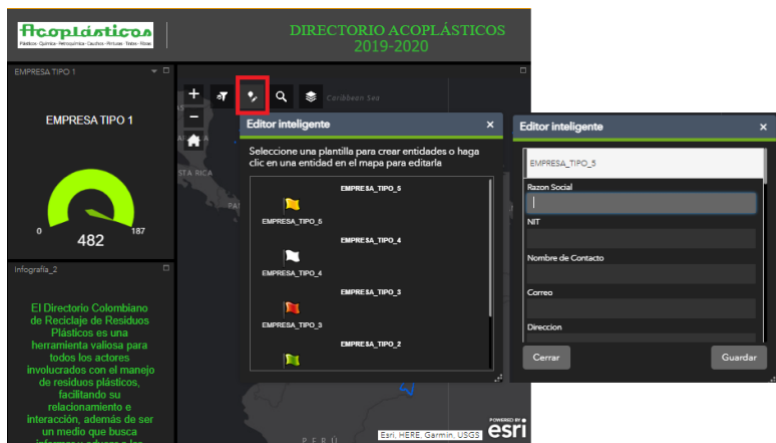 Acoplásticos
DIRECTORIO ACOPLÁSTICOS
2019-2020
EMPRESA TIPO 1
EMPRESA TIPO 1
0
187
482
Infografía_2
El Directorio Colombiano
de Reciclaje de Residuos
Plásticos es una
herramienta valiosa para
todos los actores
involucrados con el manejo
de residuos plásticos,
facilitando su
relacionamiento e
interacción, además de ser
un medio que busca
Caribbean Sea
STA RICA
PERÚ
Editor inteligente
Seleccione una plantilla para crear entidades o haga
clic en una entidad en el mapa para editarla
EMPRESA_TIPO_5
EMPRESA_TIPO_5
EMPRESA_TIPO_4
EMPRESA_TIPO_4
EMPRESA_TIPO_3
EMPRESA_TIPO_3
EMPRESA_TIPO_2
Esri, HERE, Garmin, USGS
POWERED BY
esri
Editor inteligente
EMPRESA_TIPO_5
Razon Social
NIT
Nombre de Contacto
Correo
Direccion
Cerrar
Guardar